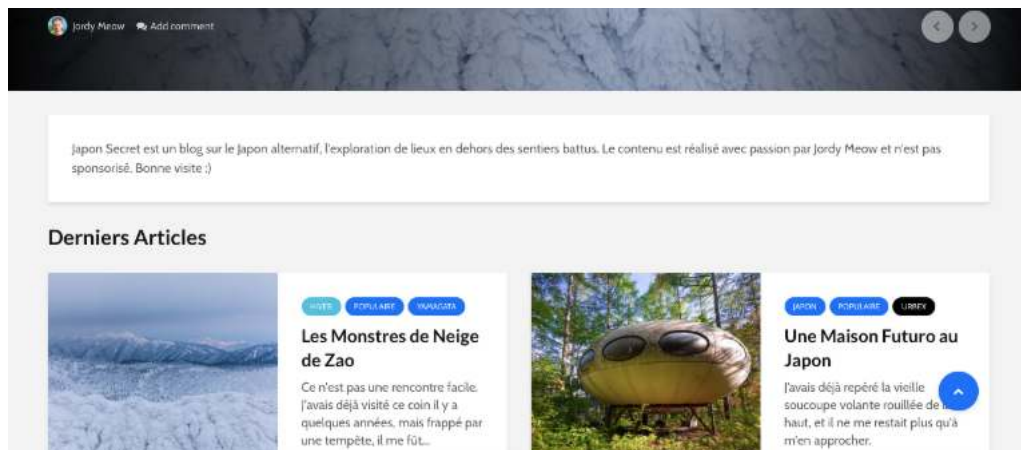 Jordy Meow Add comment
Japon Secret est un blog sur le Japon alternatif, l'exploration de lieux en dehors des sentiers battus. Le contenu est réalisé avec passion par Jordy Meow et n'est pas
sponsorisé. Bonne visite :)
Derniers Articles
HIVER POPULAIRE YAMAGATA
Les Monstres de Neige
de Zao
Ce n'est pas une rencontre facile.
J'avais déjà visité ce coin il y a
quelques années, mais frappé par
une tempête, il me fût...
JAPON POPULAIRE URBEX
Une Maison Futuro au
Japon
J'avais déjà repéré la vieille
soucoupe volante rouillée de
haut, et il ne me restait plus qu'à
m'en approcher.